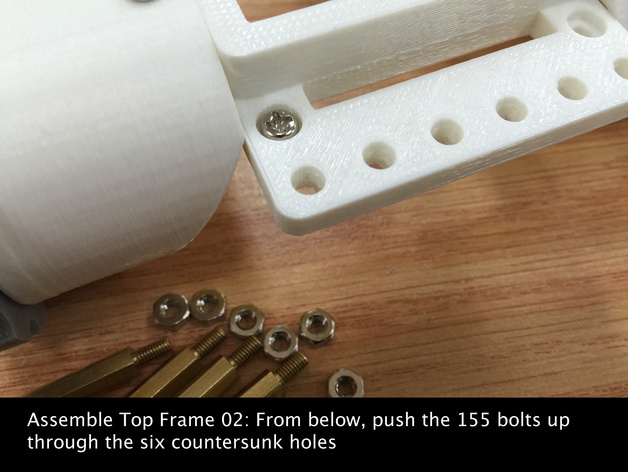 Assemble Top Frame 02: From below, push the 155 bolts up
through the six countersunk holes